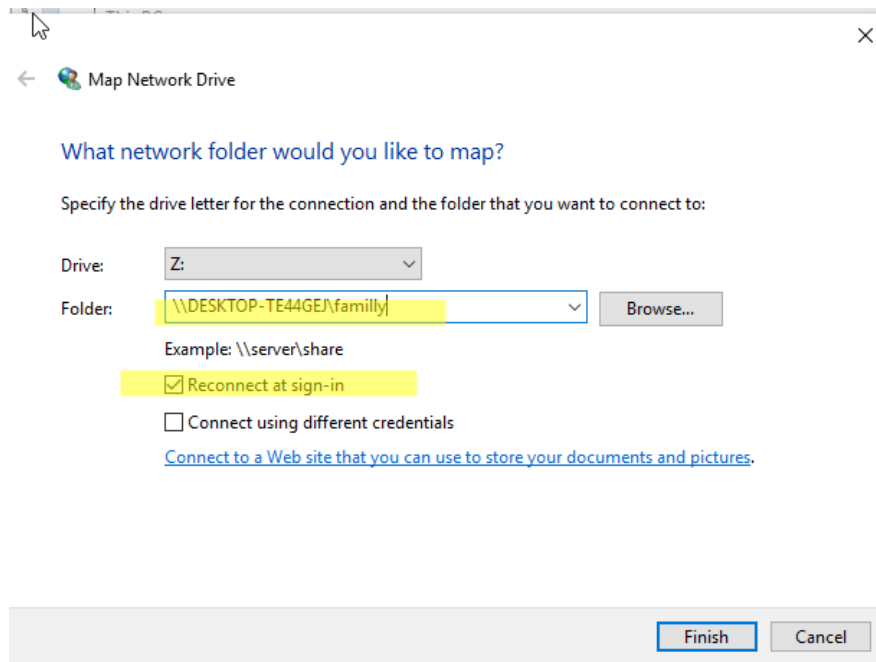 Map Network Drive
What network folder would you like to map?
Specify the drive letter for the connection and the folder that you want to connect to:
Drive: Z:
Folder: \\DESKTOP-TE44GEJ\familly Browse...
Example: \\server\share
Reconnect at sign-in
Connect using different credentials
Connect to a Web site that you can use to store your documents and pictures.
Finish Cancel